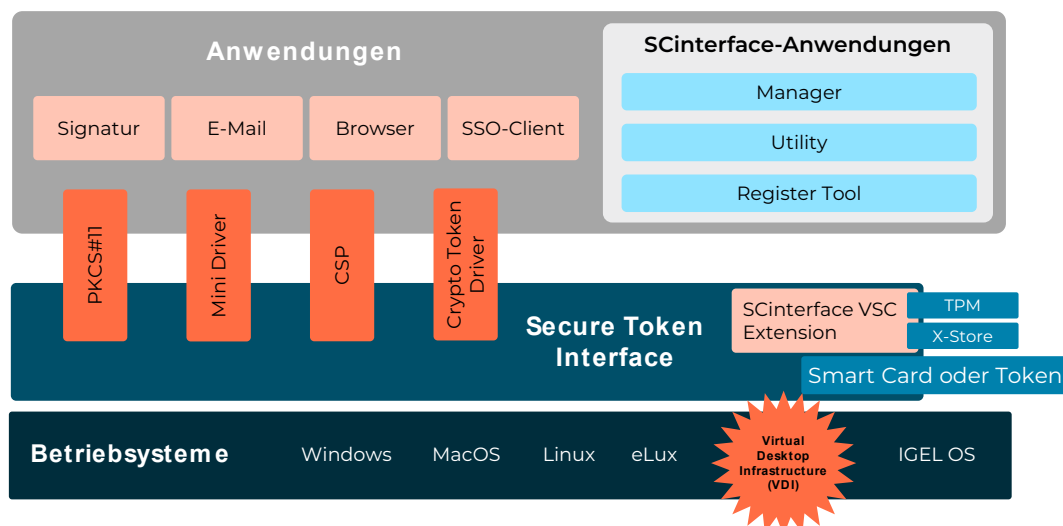 Anwendungen
SCinterface-Anwendungen
Manager
Utility
Register Tool
Signatur
E-Mail
Browser
SSO-Client
PKCS#11
Mini Driver
CSP
Crypto Token
Driver
Secure Token
Interface
SCinterface VSC
Extension
TPM
X-Store
Smart Card oder Token
Betriebsysteme
Windows
MacOS
Linux
eLux
Virtual
Desktop
Infrastructure
(VDI)
IGEL OS